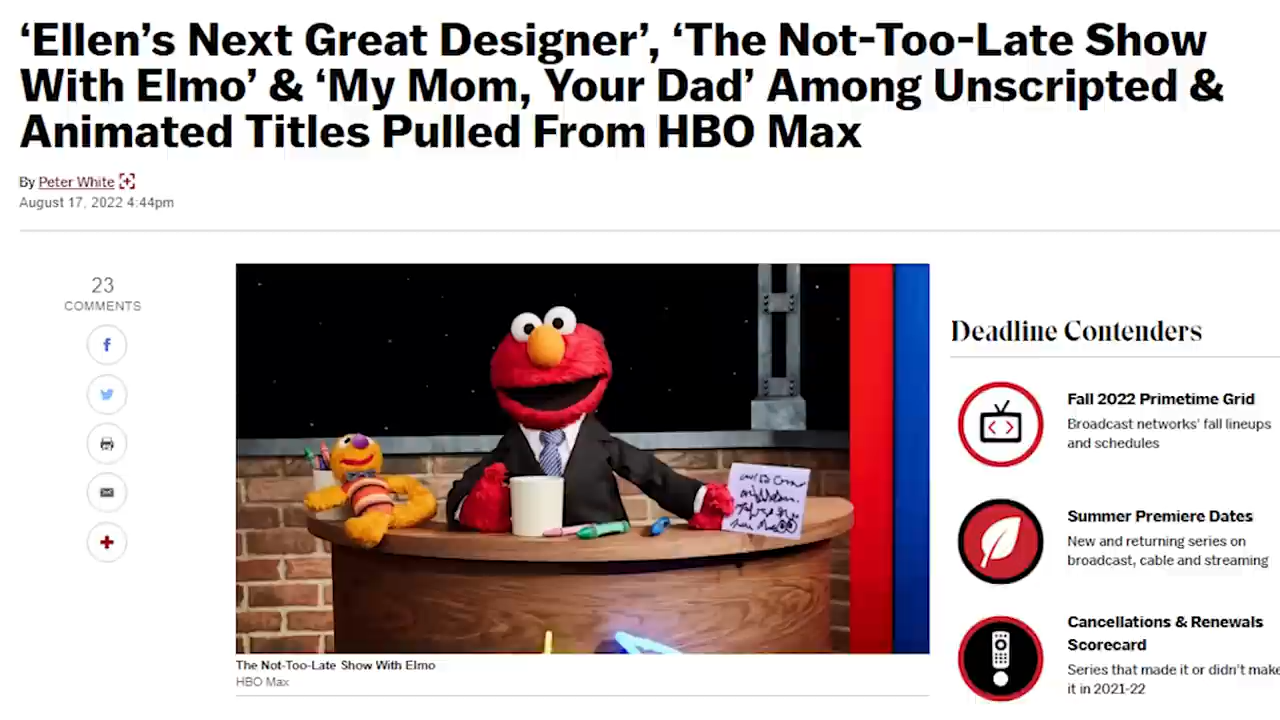 ‘Ellen’s Next Great Designer’, ‘The Not-Too-Late Show
With Elmo’ & ‘My Mom, Your Dad’ Among Unscripted &
Animated Titles Pulled From HBO Max
By Peter White
August 17, 2022 4:44pm
23
COMMENTS
The Not-Too-Late Show With Elmo
HBO Max
Deadline Contenders
Fall 2022 Primetime Grid
Broadcast networks' fall lineups
and schedules
Summer Premiere Dates
New and returning series on
broadcast, cable and streaming
Cancellations & Renewals
Scorecard
Series that made it or didn't make
it in 2021-22